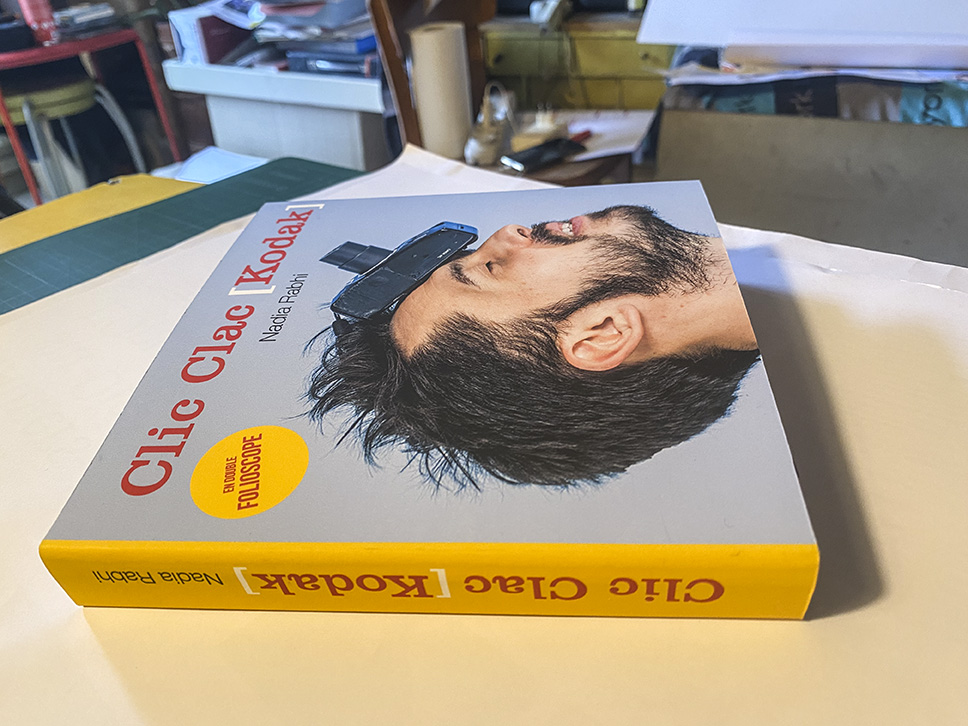 Clic Clac [Kodak]
Nadia Rabhi
EN DOUBLE
FOLIOSCOPE
Clic Clac [Kodak]
Nadia Rabhi